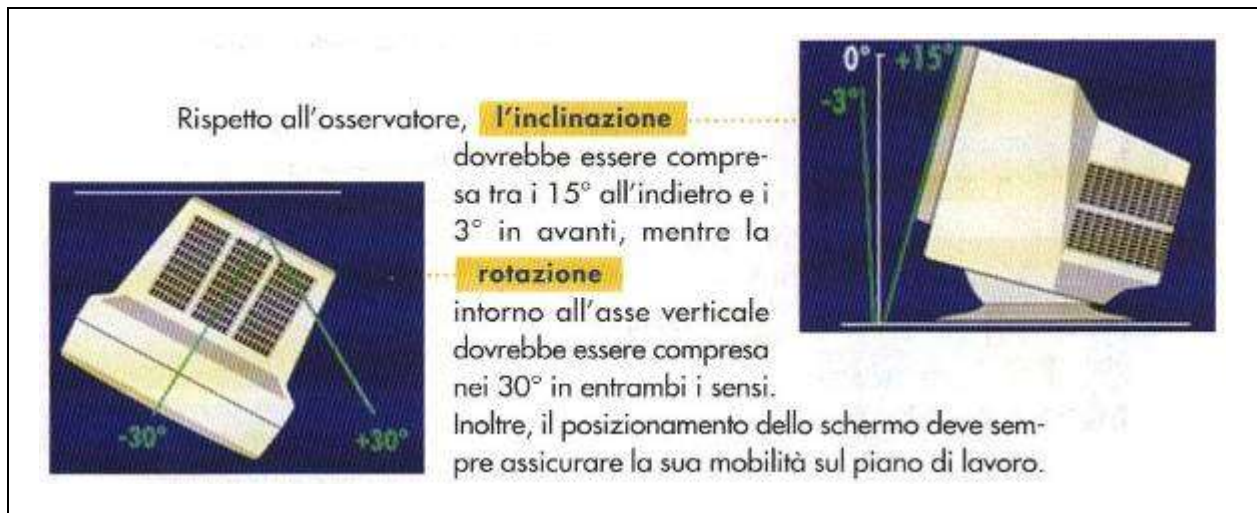 Rispetto all'osservatore, l'inclinazione
dovrebbe essere compre-
sa tra i 15° all'indietro e i
3° in avanti, mentre la
rotazione
intorno all'asse verticale
dovrebbe essere compresa
nei 30° in entrambi i sensi.
Inoltre, il posizionamento dello schermo deve sem-
pre assicurare la sua mobilità sul piano di lavoro.
0° +15°
-3°
-30° +30°